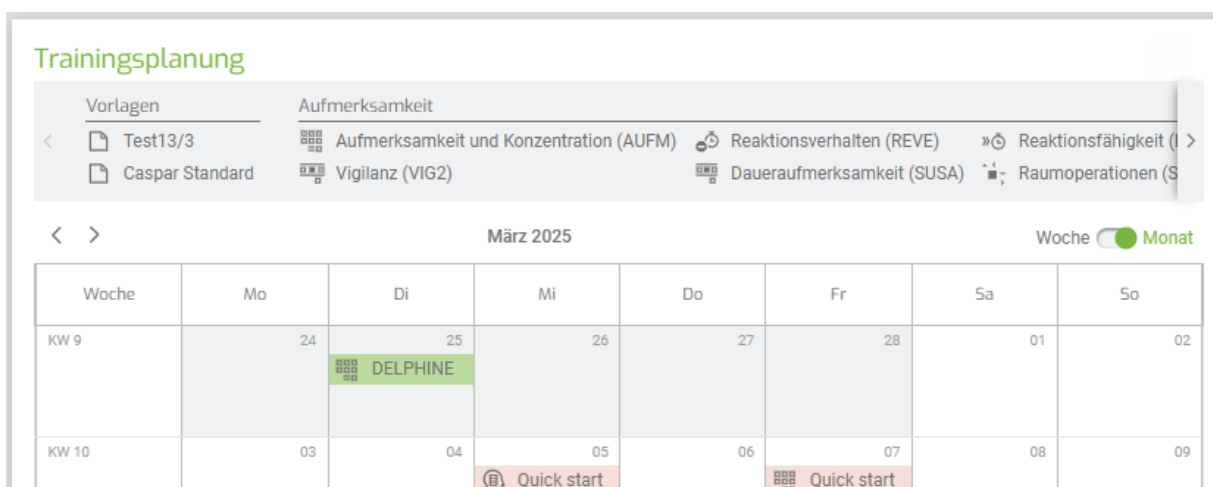 Trainingsplanung
Vorlagen Aufmerksamkeit
Test13/3 Aufmerksamkeit und Konzentration (AUFM) Reaktionsverhalten (REVE) Reaktionsfähigkeit (
Caspar Standard Vigilanz (VIG2) Daueraufmerksamkeit (SUSA) Raumoperationen (S
März 2025 Woche Monat
Woche Mo Di Mi Do Fr Sa So
KW 9 24 25 26 27 28 01 02
DELPHINE
KW 10 03 04 05 06 07 08 09
Quick start Quick start